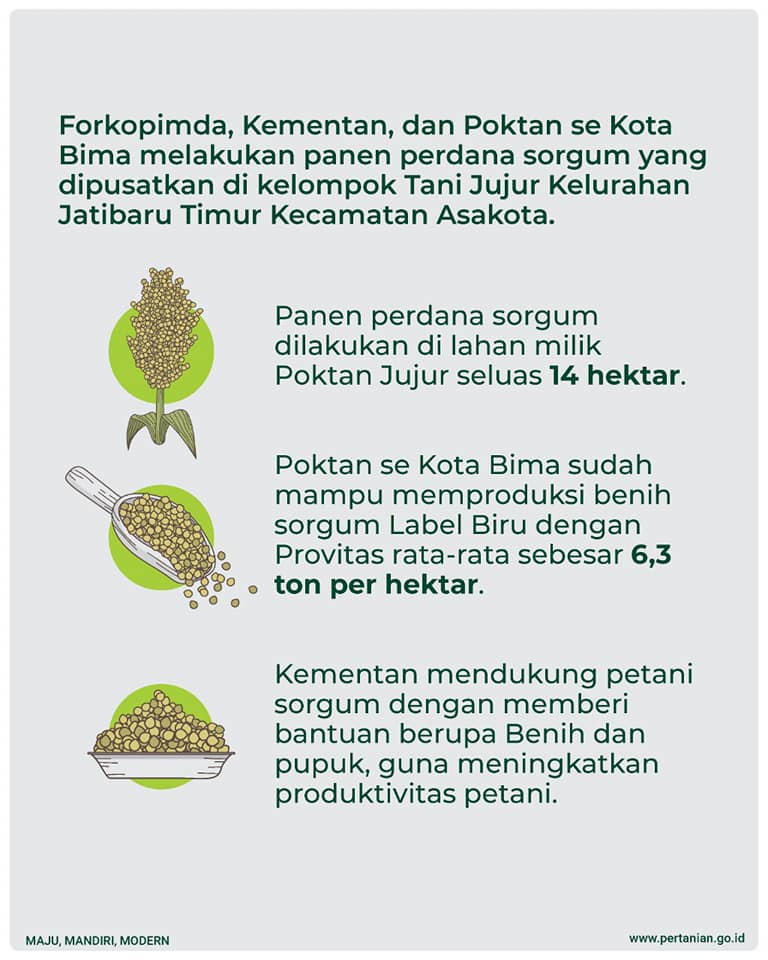 Forkopimda, Kementan, dan Poktan se Kota
Bima melakukan panen perdana sorgum yang
dipusatkan di kelompok Tani Jujur Kelurahan
Jatibaru Timur Kecamatan Asakota.
Panen perdana sorgum
dilakukan di lahan milik
Poktan Jujur seluas 14 hektar.
Poktan se Kota Bima sudah
mampu memproduksi benih
sorgum Label Biru dengan
Provitas rata-rata sebesar 6,3
ton per hektar.
Kementan mendukung petani
sorgum dengan memberi
bantuan berupa Benih dan
pupuk, guna meningkatkan
produktivitas petani.
MAJU, MANDIRI, MODERN
www.pertanian.go.id